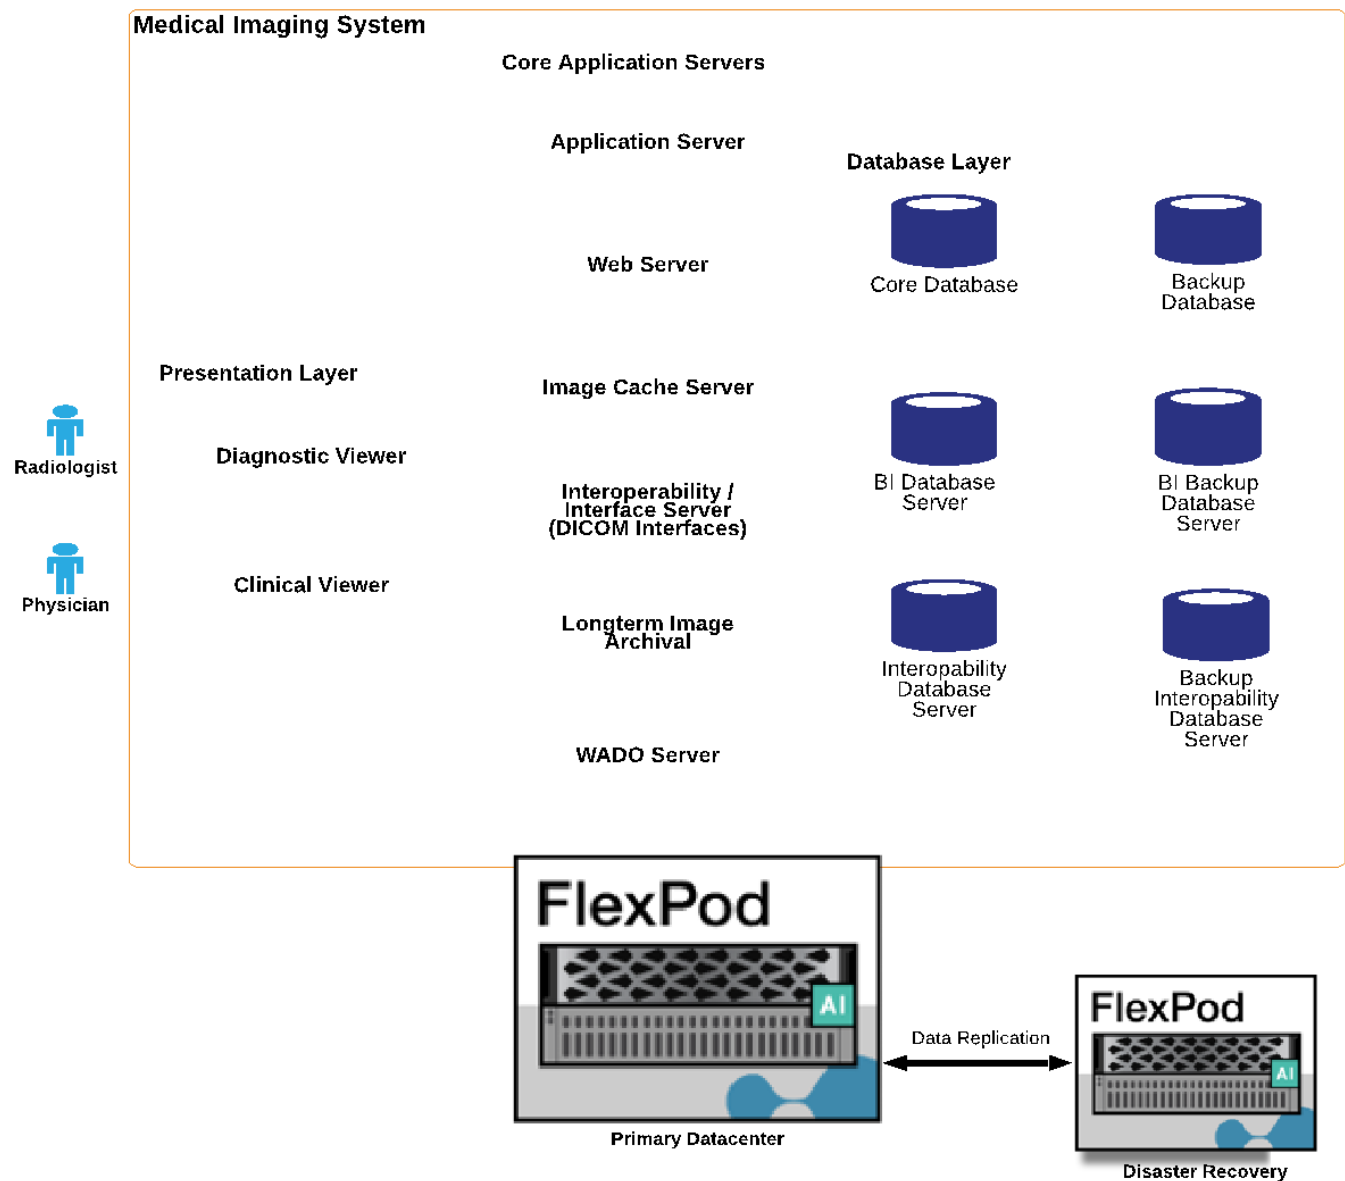 Medical Imaging System
Core Application Servers
Application Server
Database Layer
Web Server
Core Database
Backup
Database
Presentation Layer
Image Cache Server
Radiologist
Diagnostic Viewer
BI Database
Server
BI Backup
Database
Server
Interoperability /
Interface Server
(DICOM Interfaces)
Physician
Clinical Viewer
Longterm Image
Archival
Interopability
Database
Server
Backup
Interopability
Database
Server
WADO Server
FlexPod
AI
Primary Datacenter
Data Replication
FlexPod
AI
Disaster Recovery